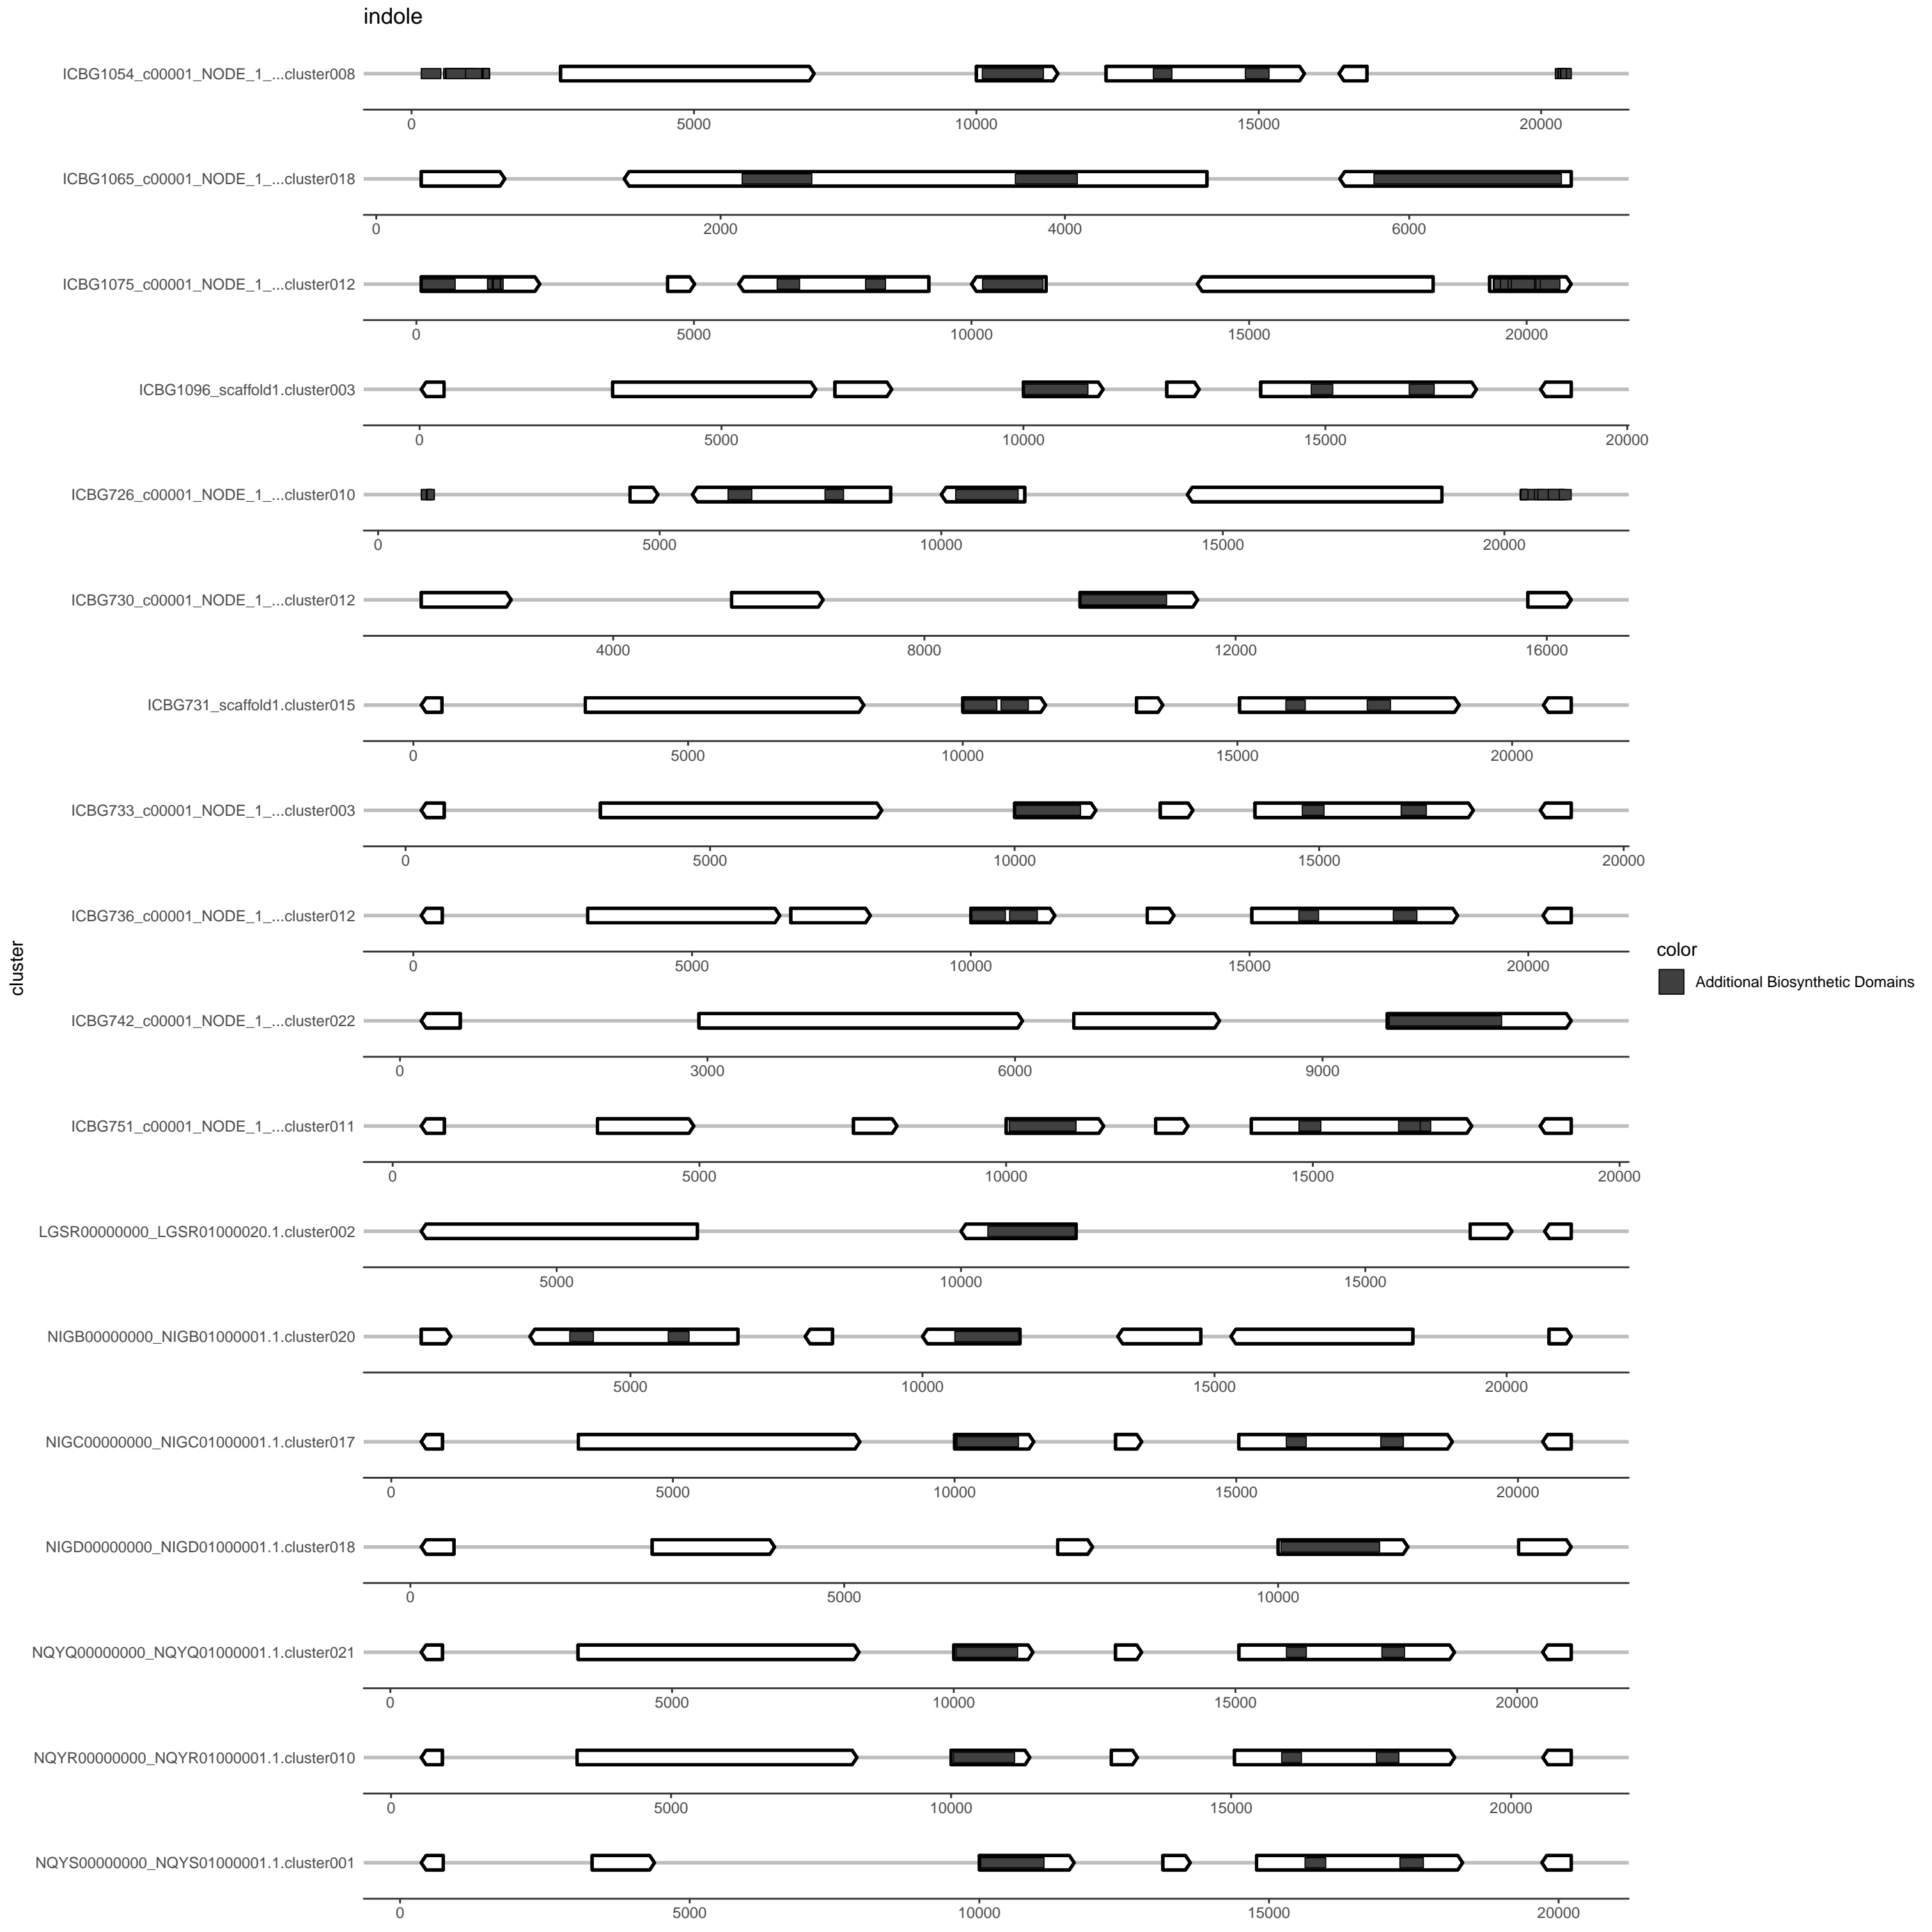 indole
ICBG1054_c00001_NODE_1_...cluster008
0 5000 10000 15000 20000
ICBG1065_c00001_NODE_1_...cluster018
0 2000 4000 6000
ICBG1075_c00001_NODE_1_...cluster012
0 5000 10000 15000 20000
ICBG1096_scaffold1.cluster003
0 5000 10000 15000 20000
ICBG726_c00001_NODE_1_...cluster010
0 5000 10000 15000 20000
ICBG730_c00001_NODE_1_...cluster012
4000 8000 12000 16000
ICBG731_scaffold1.cluster015
0 5000 10000 15000 20000
ICBG733_c00001_NODE_1_...cluster003
0 5000 10000 15000 20000
ICBG736_c00001_NODE_1_...cluster012
0 5000 10000 15000 20000
ICBG742_c00001_NODE_1_...cluster022
0 3000 6000 9000
ICBG751_c00001_NODE_1_...cluster011
0 5000 10000 15000 20000
LGSR00000000_LGSR01000020.1.cluster002
5000 10000 15000
NIGB00000000_NIGB01000001.1.cluster020
5000 10000 15000 20000
NIGC00000000_NIGC01000001.1.cluster017
0 5000 10000 15000 20000
NIGD00000000_NIGD01000001.1.cluster018
0 5000 10000
NQYQ00000000_NQYQ01000001.1.cluster021
0 5000 10000 15000 20000
NQYR00000000_NQYR01000001.1.cluster010
0 5000 10000 15000 20000
NQYS00000000_NQYS01000001.1.cluster001
0 5000 10000 15000 20000
cluster
color
Additional Biosynthetic Domains